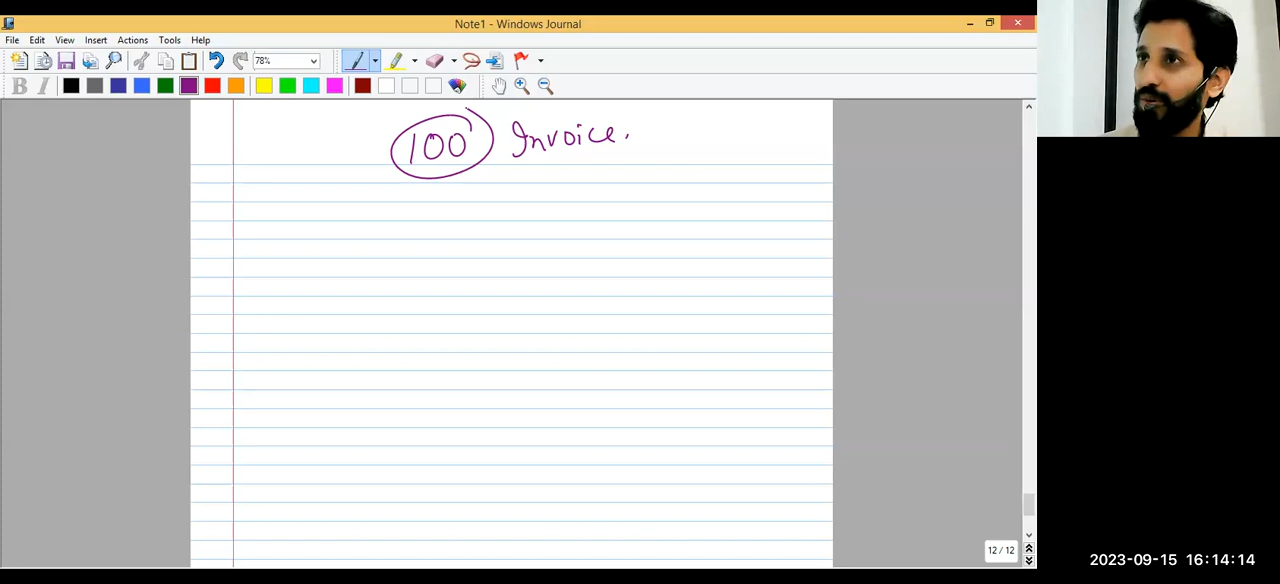 Note1 - Windows Journal
File Edit View Insert Actions Tools Help
78%
B I
100 Invoice.
12 / 12
2023-09-15 16:14:14